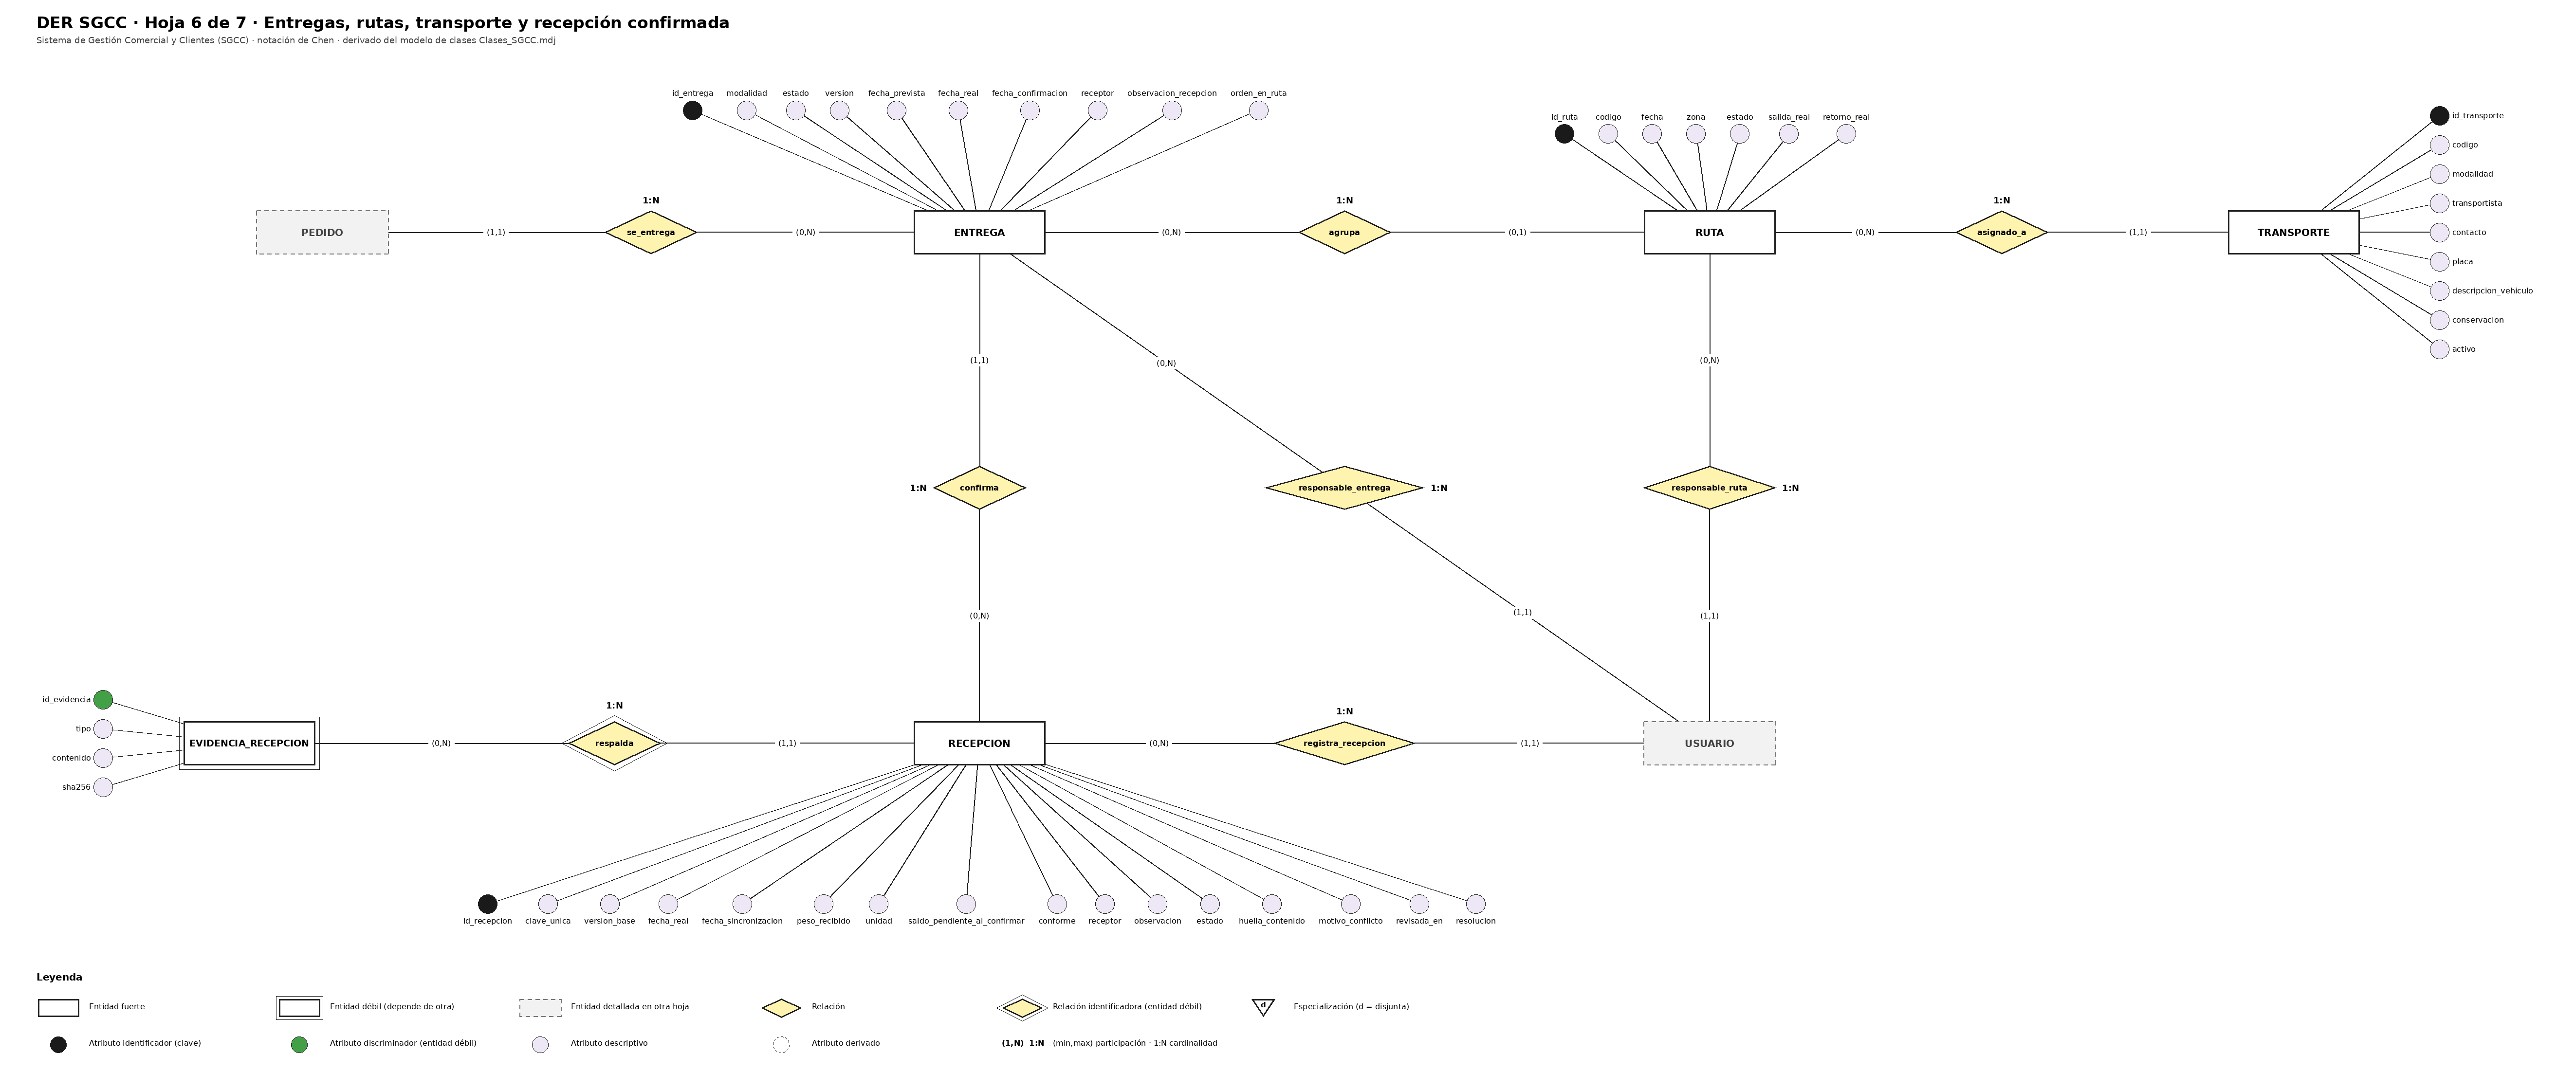 DER SGCC · Hoja 6 de 7 · Entregas, rutas, transporte y recepción confirmada
Sistema de Gestión Comercial y Clientes (SGCC) · notación de Chen · derivado del modelo de clases Clases_SGCC.mdj
id_entrega modalidad estado version fecha_prevista fecha_real fecha_confirmacion receptor observacion_recepcion orden_en_ruta
id_ruta codigo fecha zona estado salida_real retorno_real
id_transporte
codigo
modalidad
transportista
contacto
placa
descripcion_vehiculo
conservacion
activo
1:N 1:N 1:N
PEDIDO (1,1) se_entrega (0,N) ENTREGA (0,N) agrupa (0,1) RUTA (0,N) asignado_a (1,1) TRANSPORTE
(1,1) (0,N) (0,N)
1:N confirma responsable_entrega 1:N responsable_ruta 1:N
(0,N) (1,1) (1,1)
id_evidencia
tipo
contenido
sha256
1:N 1:N
EVIDENCIA_RECEPCION (0,N) respalda (1,1) RECEPCION (0,N) registra_recepcion (1,1) USUARIO
id_recepcion clave_unica version_base fecha_real fecha_sincronizacion peso_recibido unidad saldo_pendiente_al_confirmar conforme receptor observacion estado huella_contenido motivo_conflicto revisada_en resolucion
Leyenda
Entidad fuerte Entidad débil (depende de otra) Entidad detallada en otra hoja Relación Relación identificadora (entidad débil) d Especialización (d = disjunta)
Atributo identificador (clave) Atributo discriminador (entidad débil) Atributo descriptivo Atributo derivado (1,N) 1:N (min,max) participación · 1:N cardinalidad